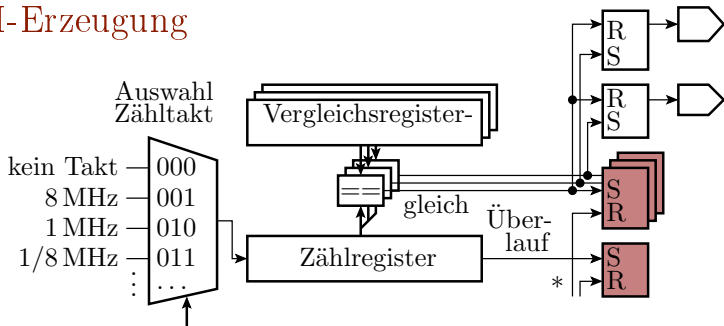 I-Erzeugung
Auswahl
Zähltakt
kein Takt 000
8 MHz 001
1 MHz 010
1/8 MHz 011
⋮ ...
Vergleichsregister-
==
gleich
Zählregister
Über-
lauf
*
R
S
R
S
S
R
S
R